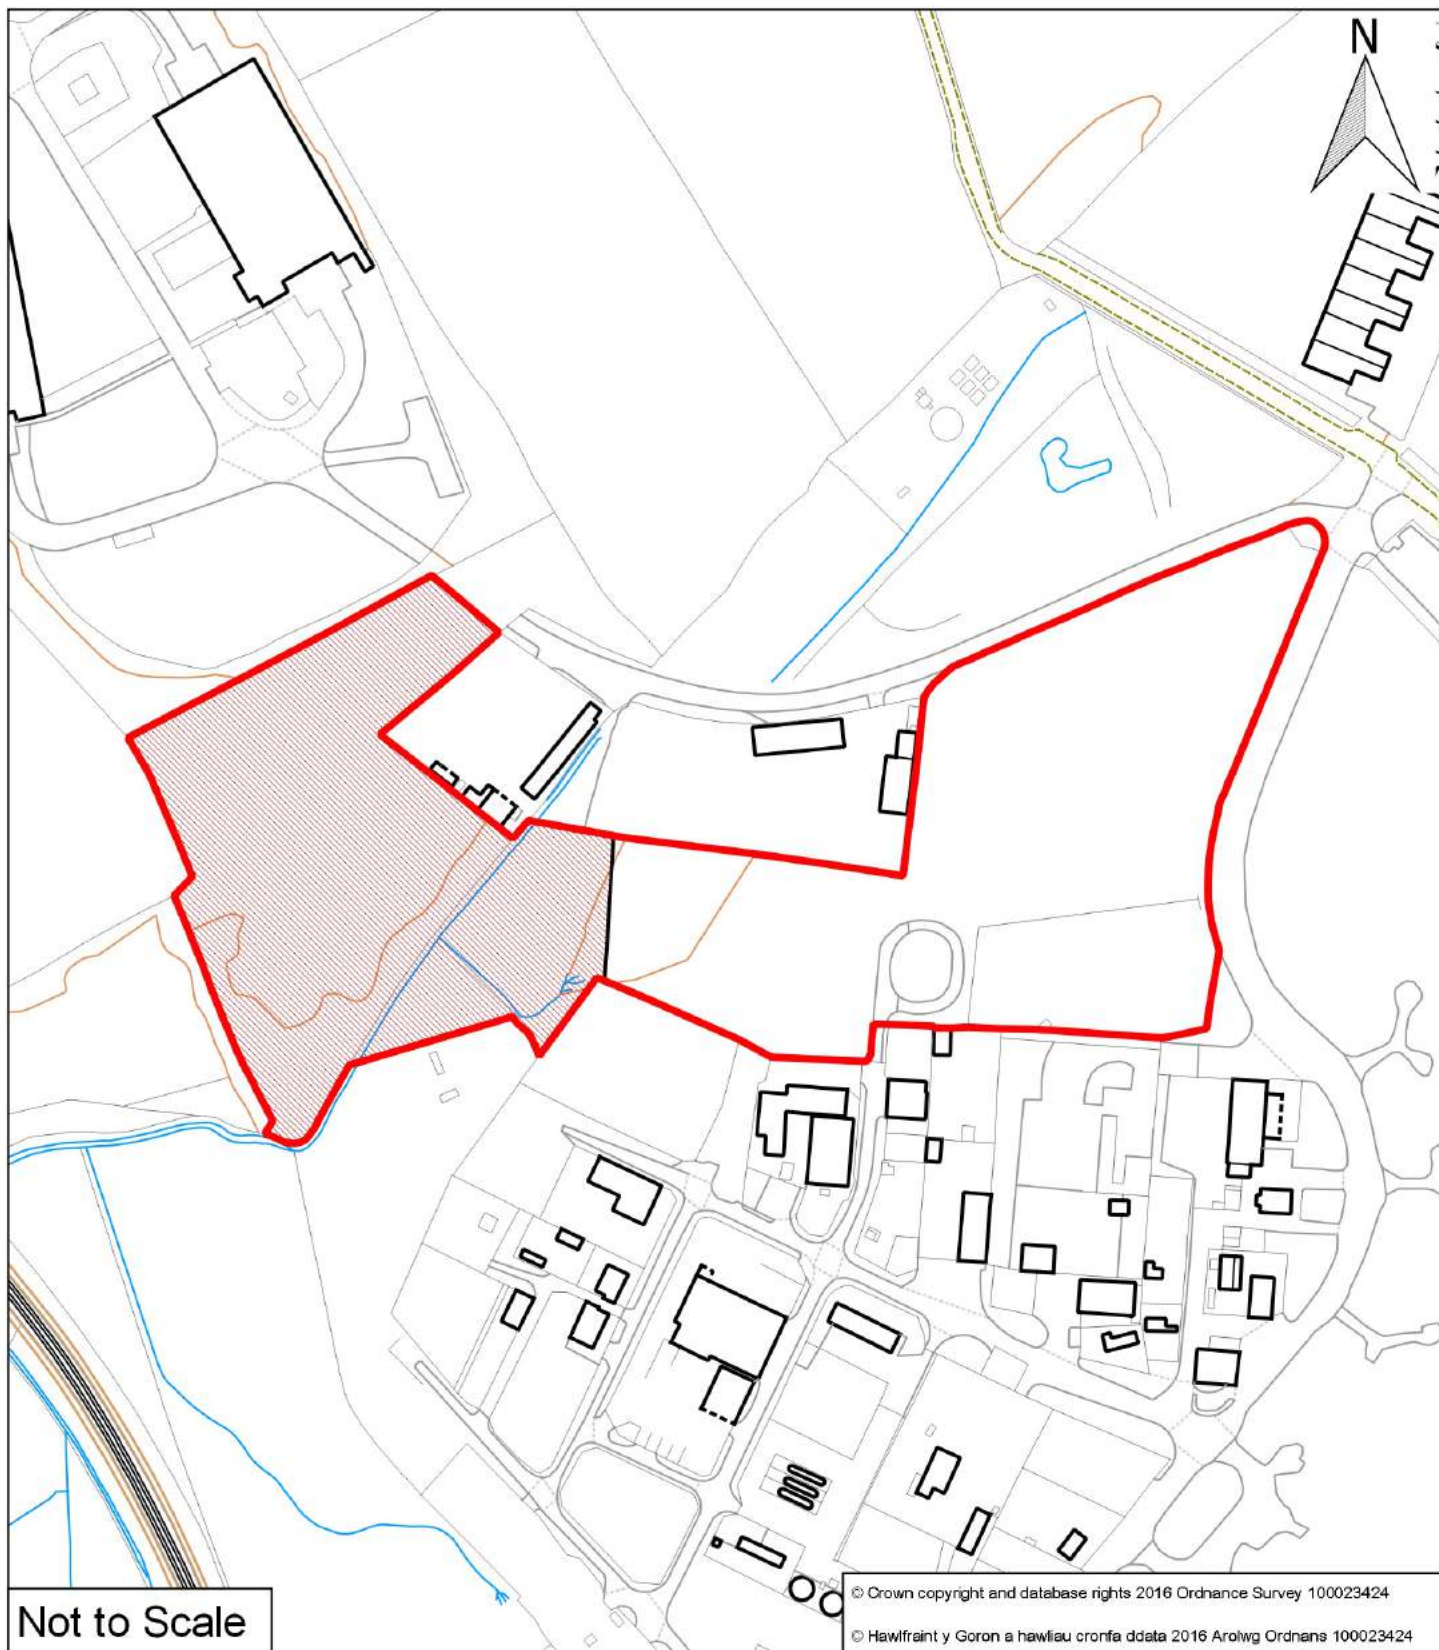 N
Not to Scale
© Crown copyright and database rights 2016 Ordnance Survey 100023424
© Hawlfraint y Goron a hawliau cronfa ddata 2016 Arolwg Ordnans 100023424